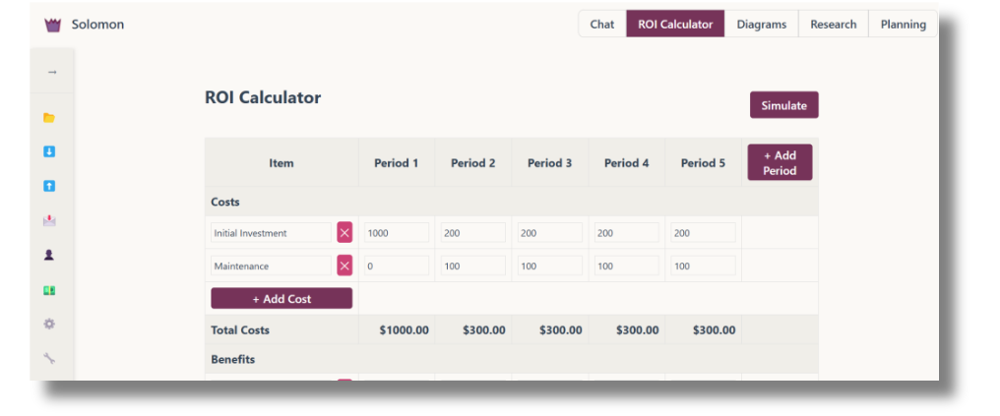 Solomon
Chat ROI Calculator Diagrams Research Planning
→
ROI Calculator
Simulate
Item Period 1 Period 2 Period 3 Period 4 Period 5 + Add Period
Costs
Initial Investment 1000 200 200 200 200
Maintenance 0 100 100 100 100
+ Add Cost
Total Costs $1000.00 $300.00 $300.00 $300.00 $300.00
Benefits